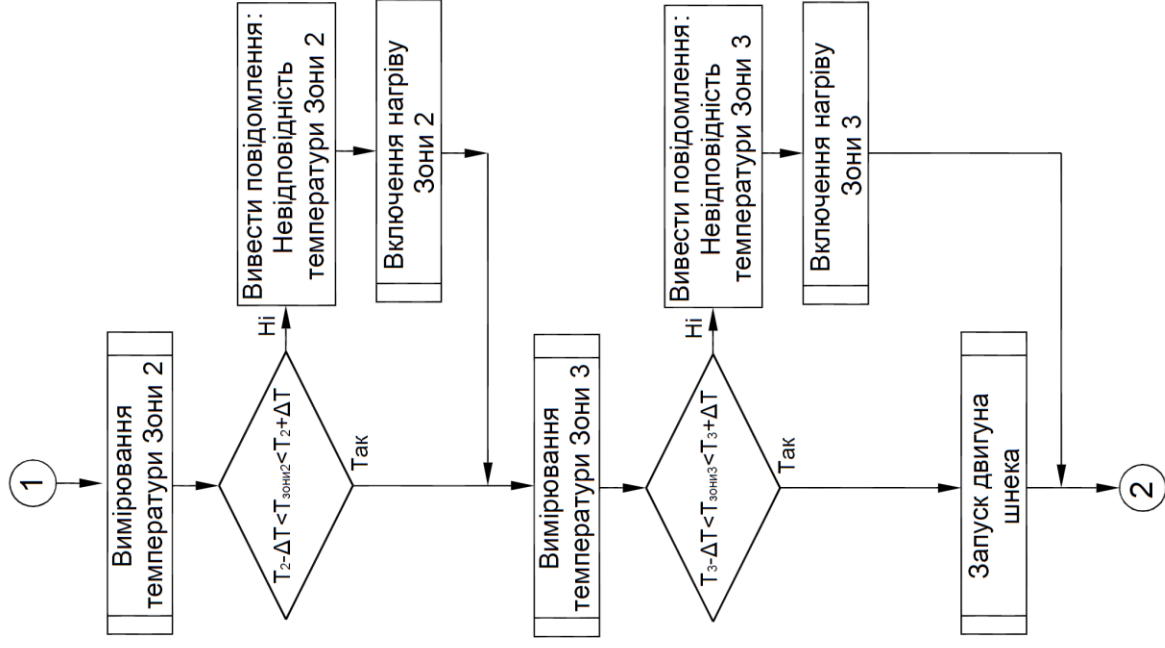 1
Вимірювання
температури Зони 2
T₂-ΔT<Tзони2<T₂+ΔT
Ні
Вивести повідомлення:
Невідповідність
температури Зони 2
Включення нагріву
Зони 2
Так
Вимірювання
температури Зони 3
T₃-ΔT<Tзони3<T₃+ΔT
Ні
Вивести повідомлення:
Невідповідність
температури Зони 3
Включення нагріву
Зони 3
Так
Запуск двигуна
шнека
2